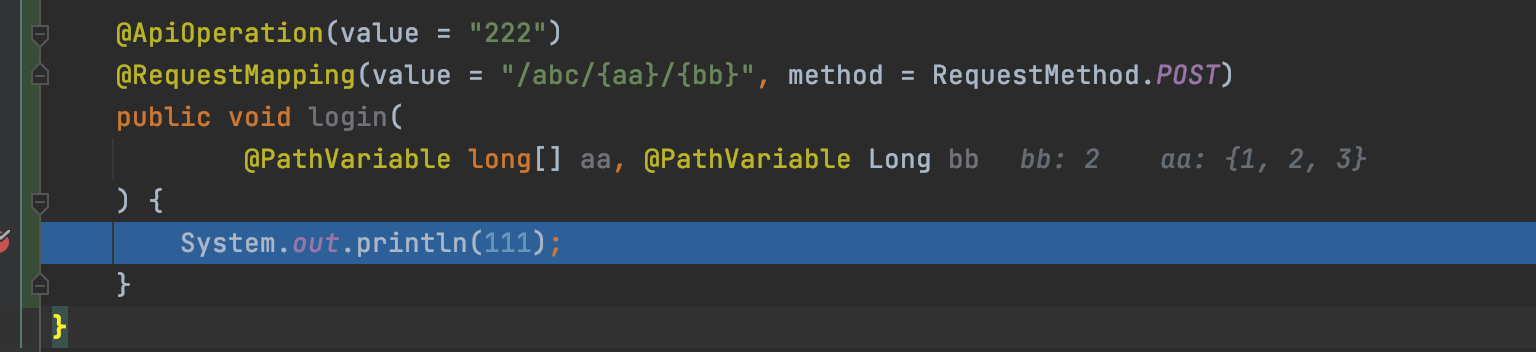 @ApiOperation(value = "222")
@RequestMapping(value = "/abc/{aa}/{bb}", method = RequestMethod.POST)
public void login(
@PathVariable long[] aa, @PathVariable Long bb   bb: 2   aa: {1, 2, 3}
) {
System.out.println(111);
}
}